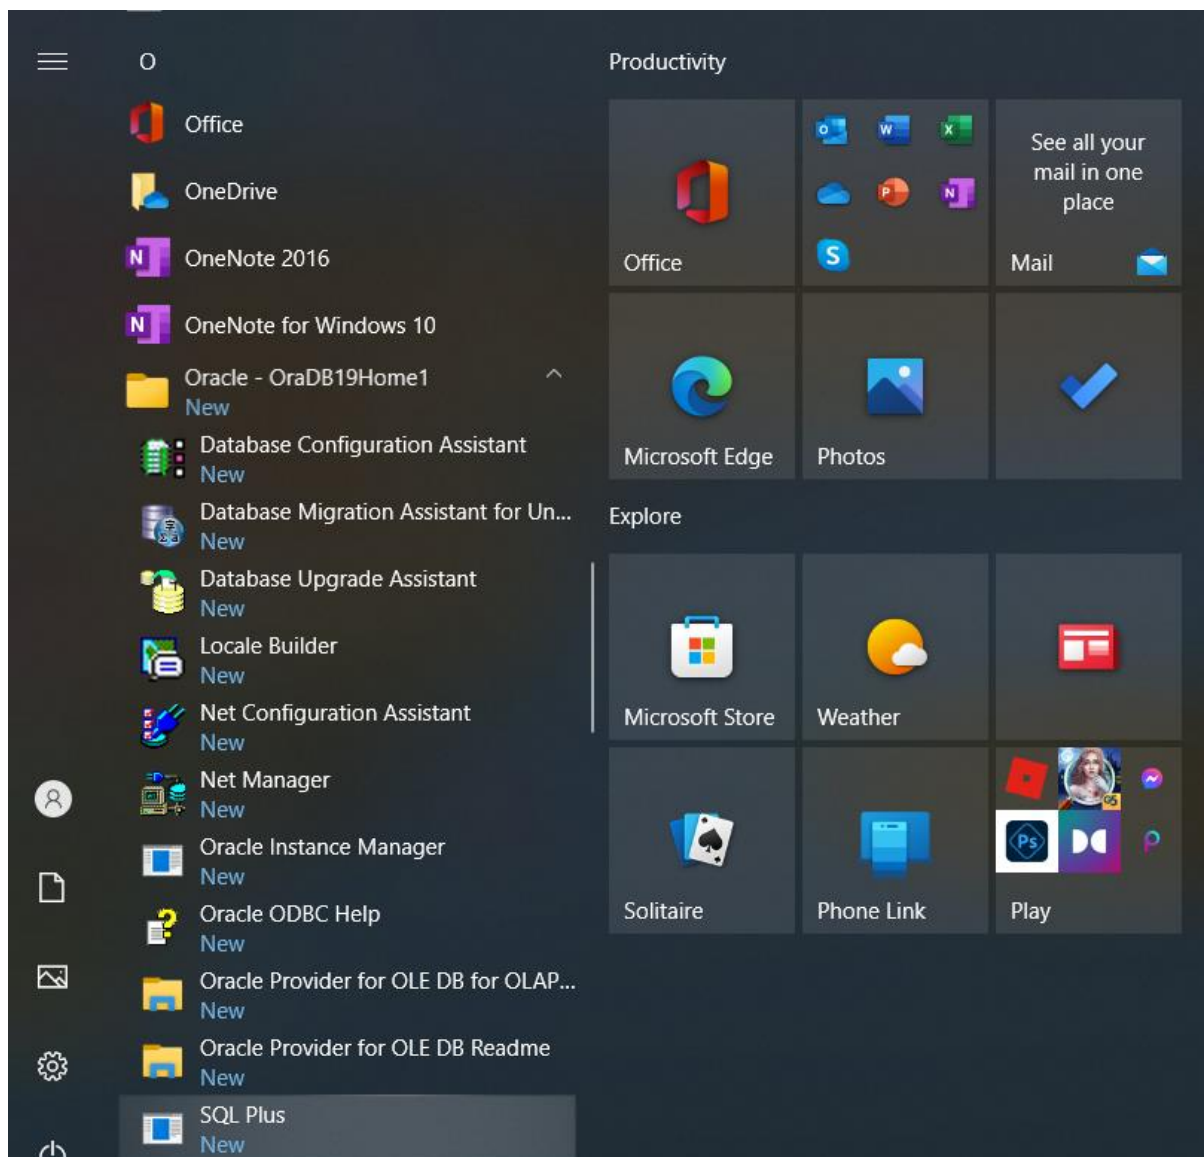 O
Office
OneDrive
OneNote 2016
OneNote for Windows 10
Oracle - OraDB19Home1
New
Database Configuration Assistant
New
Database Migration Assistant for Un...
New
Database Upgrade Assistant
New
Locale Builder
New
Net Configuration Assistant
New
Net Manager
New
Oracle Instance Manager
New
Oracle ODBC Help
New
Oracle Provider for OLE DB for OLAP...
New
Oracle Provider for OLE DB Readme
New
SQL Plus
New
Productivity
Office
See all your
mail in one
place
Mail
Microsoft Edge
Photos
Explore
Microsoft Store
Weather
Solitaire
Phone Link
Play